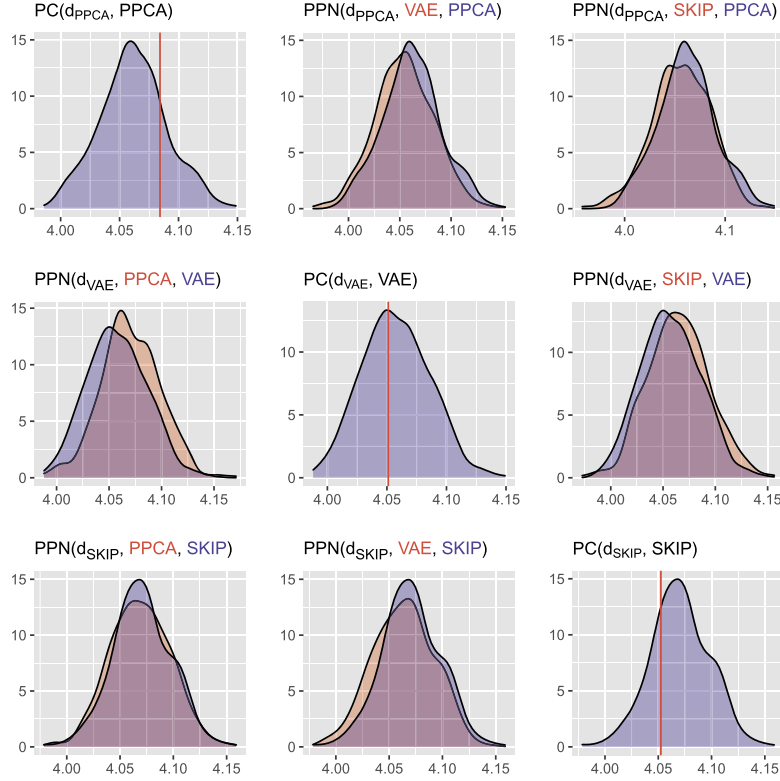 PC(dPPCA, PPCA)
PPN(dPPCA, VAE, PPCA)
PPN(dPPCA, SKIP, PPCA)
15
10
5
0
4.00 4.05 4.10 4.15
15
10
5
0
4.00 4.05 4.10 4.15
15
10
5
0
4.0 4.1
PPN(dVAE, PPCA, VAE)
PC(dVAE, VAE)
PPN(dVAE, SKIP, VAE)
15
10
5
0
4.00 4.05 4.10 4.15
10
5
0
4.00 4.05 4.10 4.15
10
5
0
4.00 4.05 4.10 4.15
PPN(dSKIP, PPCA, SKIP)
PPN(dSKIP, VAE, SKIP)
PC(dSKIP, SKIP)
15
10
5
0
4.00 4.05 4.10 4.15
15
10
5
0
4.00 4.05 4.10 4.15
15
10
5
0
4.00 4.05 4.10 4.15